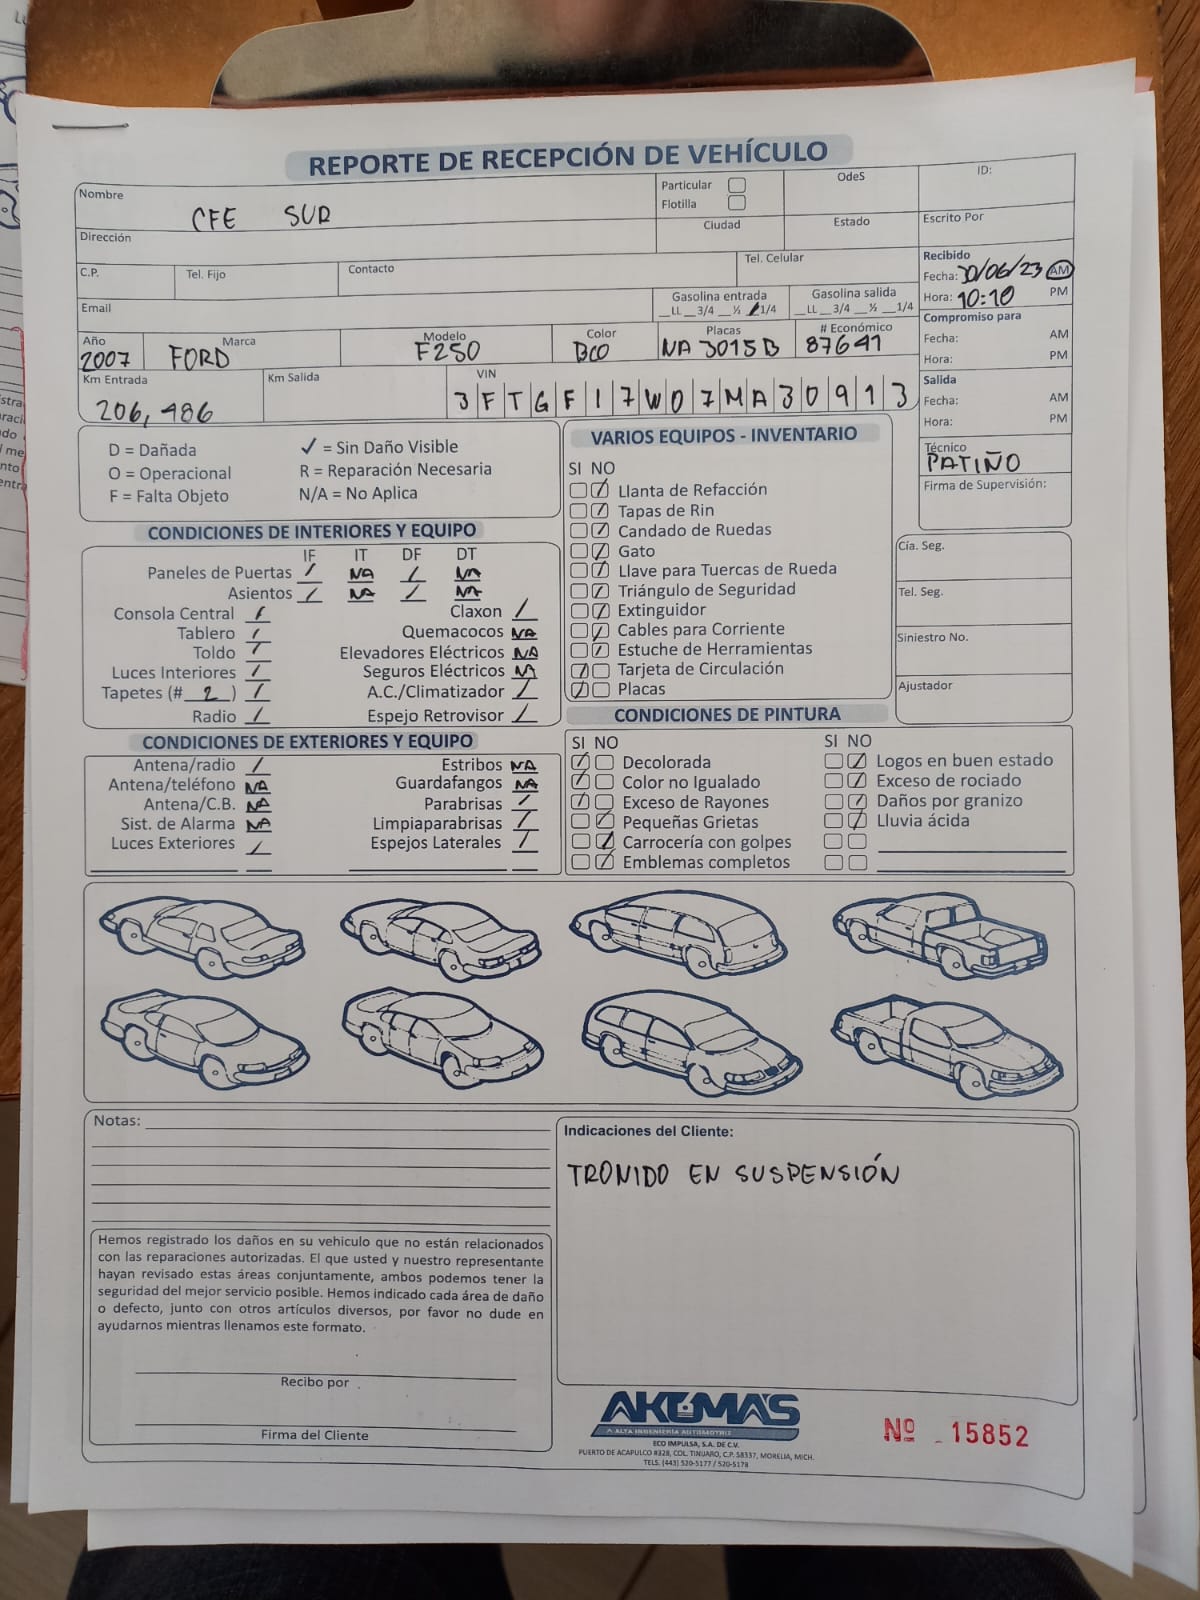 REPORTE DE RECEPCIÓN DE VEHÍCULO
Nombre CFE SUR
Particular
Flotilla
OdeS
ID:
Dirección
Ciudad
Estado
Escrito Por
C.P.
Tel. Fijo
Contacto
Tel. Celular
Recibido
Fecha: 30/06/23 AM
Hora: 10:10 PM
Email
Gasolina entrada
__LL __3/4 __½ __1/4
Gasolina salida
__LL __3/4 __½ __1/4
Compromiso para
Fecha: AM
Hora: PM
Año 2007
Marca FORD
Modelo F250
Color BCO
Placas NA 3015 B
# Económico 87641
Km Entrada 206,486
Km Salida
VIN 3FTGF17W07MA30913
Salida
Fecha: AM
Hora: PM
Técnico
PATIÑO
Firma de Supervisión:
D = Dañada
✓ = Sin Daño Visible
O = Operacional
R = Reparación Necesaria
F = Falta Objeto
N/A = No Aplica
VARIOS EQUIPOS - INVENTARIO
SI NO
Llanta de Refacción
Tapas de Rin
Candado de Ruedas
Gato
Llave para Tuercas de Rueda
Triángulo de Seguridad
Extinguidor
Cables para Corriente
Estuche de Herramientas
Tarjeta de Circulación
Placas
Cía. Seg.
Tel. Seg.
Siniestro No.
Ajustador
CONDICIONES DE INTERIORES Y EQUIPO
IF IT DF DT
Paneles de Puertas / NA / NA
Asientos / NA / NA
Consola Central /
Claxon /
Tablero /
Quemacocos NA
Toldo /
Elevadores Eléctricos NA
Luces Interiores /
Seguros Eléctricos NA
Tapetes (# 2 ) /
A.C./Climatizador /
Radio /
Espejo Retrovisor /
CONDICIONES DE EXTERIORES Y EQUIPO
Antena/radio /
Estribos NA
Antena/teléfono NA
Guardafangos NA
Antena/C.B. NA
Parabrisas /
Sist. de Alarma NA
Limpiaparabrisas /
Luces Exteriores /
Espejos Laterales /
CONDICIONES DE PINTURA
SI NO
Decolorada
Color no Igualado
Exceso de Rayones
Pequeñas Grietas
Carrocería con golpes
Emblemas completos
SI NO
Logos en buen estado
Exceso de rociado
Daños por granizo
Lluvia ácida
Notas:
Indicaciones del Cliente:
TRONIDO EN SUSPENSIÓN
Hemos registrado los daños en su vehiculo que no están relacionados
con las reparaciones autorizadas. El que usted y nuestro representante
hayan revisado estas áreas conjuntamente, ambos podemos tener la
seguridad del mejor servicio posible. Hemos indicado cada área de daño
o defecto, junto con otros artículos diversos, por favor no dude en
ayudarnos mientras llenamos este formato.
Recibo por
Firma del Cliente
AKUMA'S
ALTA INGENIERÍA AUTOMOTRIZ
ECO IMPULSA, S.A. DE C.V.
PUERTO DE ACAPULCO #328, COL. TINIJARO, C.P. 58337, MORELIA, MICH.
TELS. (443) 520-5177 / 520-5178
Nº 15852